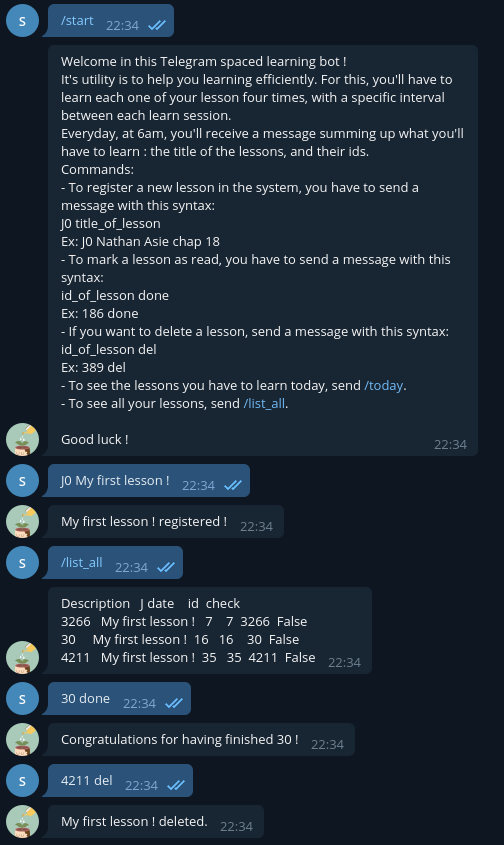 S
/start 22:34
Welcome in this Telegram spaced learning bot !
It's utility is to help you learning efficiently. For this, you'll have to
learn each one of your lesson four times, with a specific interval
between each learn session.
Everyday, at 6am, you'll receive a message summing up what you'll
have to learn : the title of the lessons, and their ids.
Commands:
- To register a new lesson in the system, you have to send a
message with this syntax:
J0 title_of_lesson
Ex: J0 Nathan Asie chap 18
- To mark a lesson as read, you have to send a message with this
syntax:
id_of_lesson done
Ex: 186 done
- If you want to delete a lesson, send a message with this syntax:
id_of_lesson del
Ex: 389 del
- To see the lessons you have to learn today, send /today.
- To see all your lessons, send /list_all.
Good luck ! 22:34
S
J0 My first lesson ! 22:34
My first lesson ! registered ! 22:34
S
/list_all 22:34
Description J date id check
3266 My first lesson ! 7 7 3266 False
30 My first lesson ! 16 16 30 False
4211 My first lesson ! 35 35 4211 False 22:34
S
30 done 22:34
Congratulations for having finished 30 ! 22:34
S
4211 del 22:34
My first lesson ! deleted. 22:34